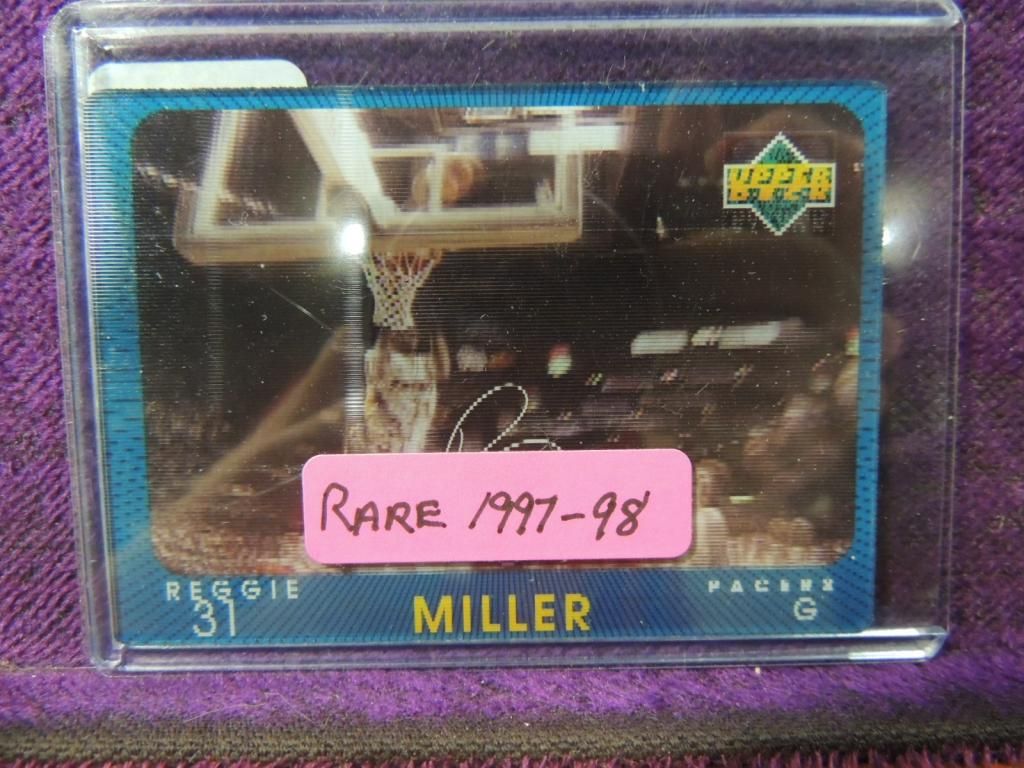 UPPER
DECK
RARE 1997-98
REGGIE
PACERS
31
MILLER
G